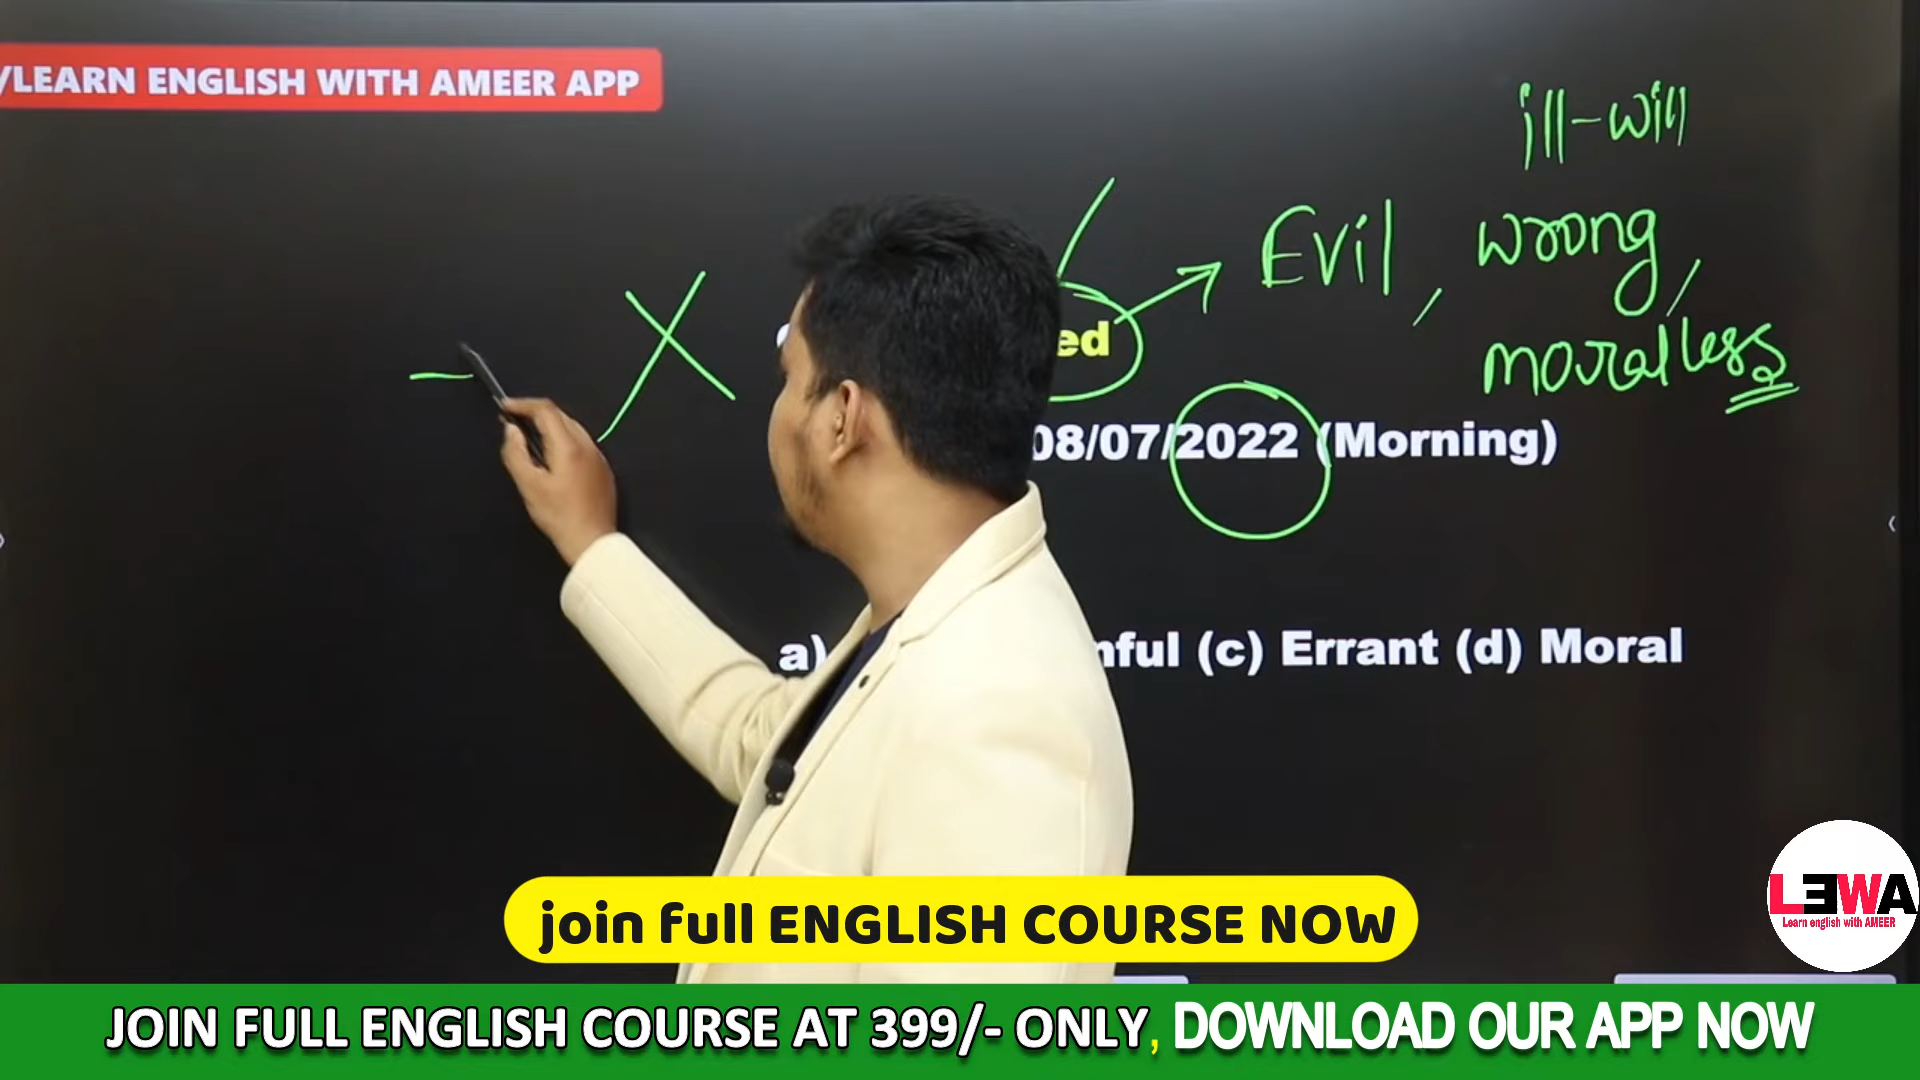 /LEARN ENGLISH WITH AMEER APP
ill-will
Evil, wrong,
moralless
ed
08/07/2022 (Morning)
a) nful (c) Errant (d) Moral
join full ENGLISH COURSE NOW
LEWA
Learn english with AMEER
JOIN FULL ENGLISH COURSE AT 399/- ONLY, DOWNLOAD OUR APP NOW